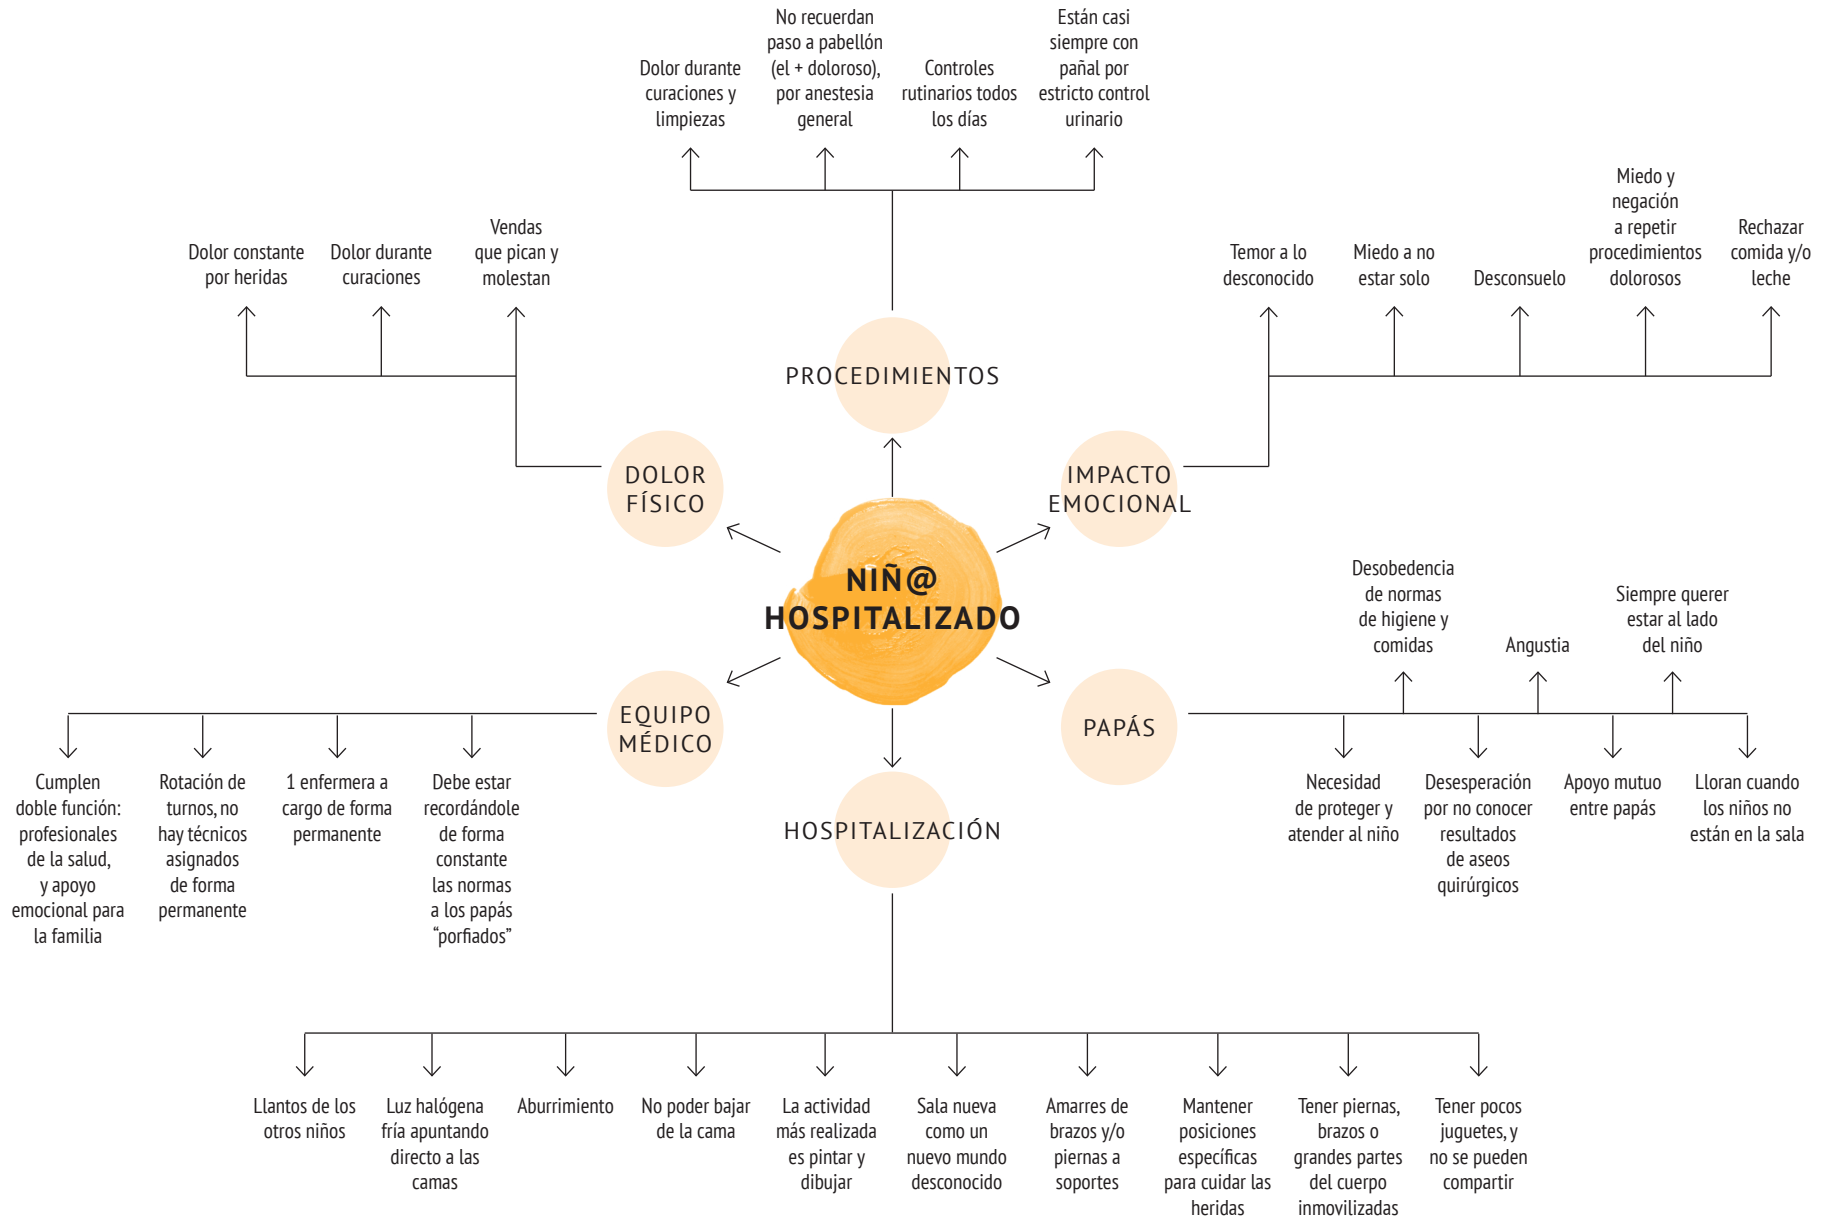 No recuerdan
paso a pabellón
(el + doloroso),
por anestesia
general
Están casi
siempre con
pañal por
estricto control
urinario
Dolor durante
curaciones y
limpiezas
Controles
rutinarios todos
los días
Dolor constante
por heridas
Dolor durante
curaciones
Vendas
que pican y
molestan
Temor a lo
desconocido
Miedo a no
estar solo
Desconsuelo
Miedo y
negación
a repetir
procedimientos
dolorosos
Rechazar
comida y/o
leche
PROCEDIMIENTOS
DOLOR
FÍSICO
IMPACTO
EMOCIONAL
NIÑ@
HOSPITALIZADO
Desobedencia
de normas
de higiene y
comidas
Angustia
Siempre querer
estar al lado
del niño
EQUIPO
MÉDICO
PAPÁS
HOSPITALIZACIÓN
Cumplen
doble función:
profesionales
de la salud,
y apoyo
emocional para
la familia
Rotación de
turnos, no
hay técnicos
asignados
de forma
permanente
1 enfermera a
cargo de forma
permanente
Debe estar
recordándole
de forma
constante
las normas
a los papás
“porfiados”
Necesidad
de proteger y
atender al niño
Desesperación
por no conocer
resultados
de aseos
quirúrgicos
Apoyo mutuo
entre papás
Lloran cuando
los niños no
están en la sala
Llantos de los
otros niños
Luz halógena
fría apuntando
directo a las
camas
Aburrimiento
No poder bajar
de la cama
La actividad
más realizada
es pintar y
dibujar
Sala nueva
como un
nuevo mundo
desconocido
Amarres de
brazos y/o
piernas a
soportes
Mantener
posiciones
específicas
para cuidar las
heridas
Tener piernas,
brazos o
grandes partes
del cuerpo
inmovilizadas
Tener pocos
juguetes, y
no se pueden
compartir